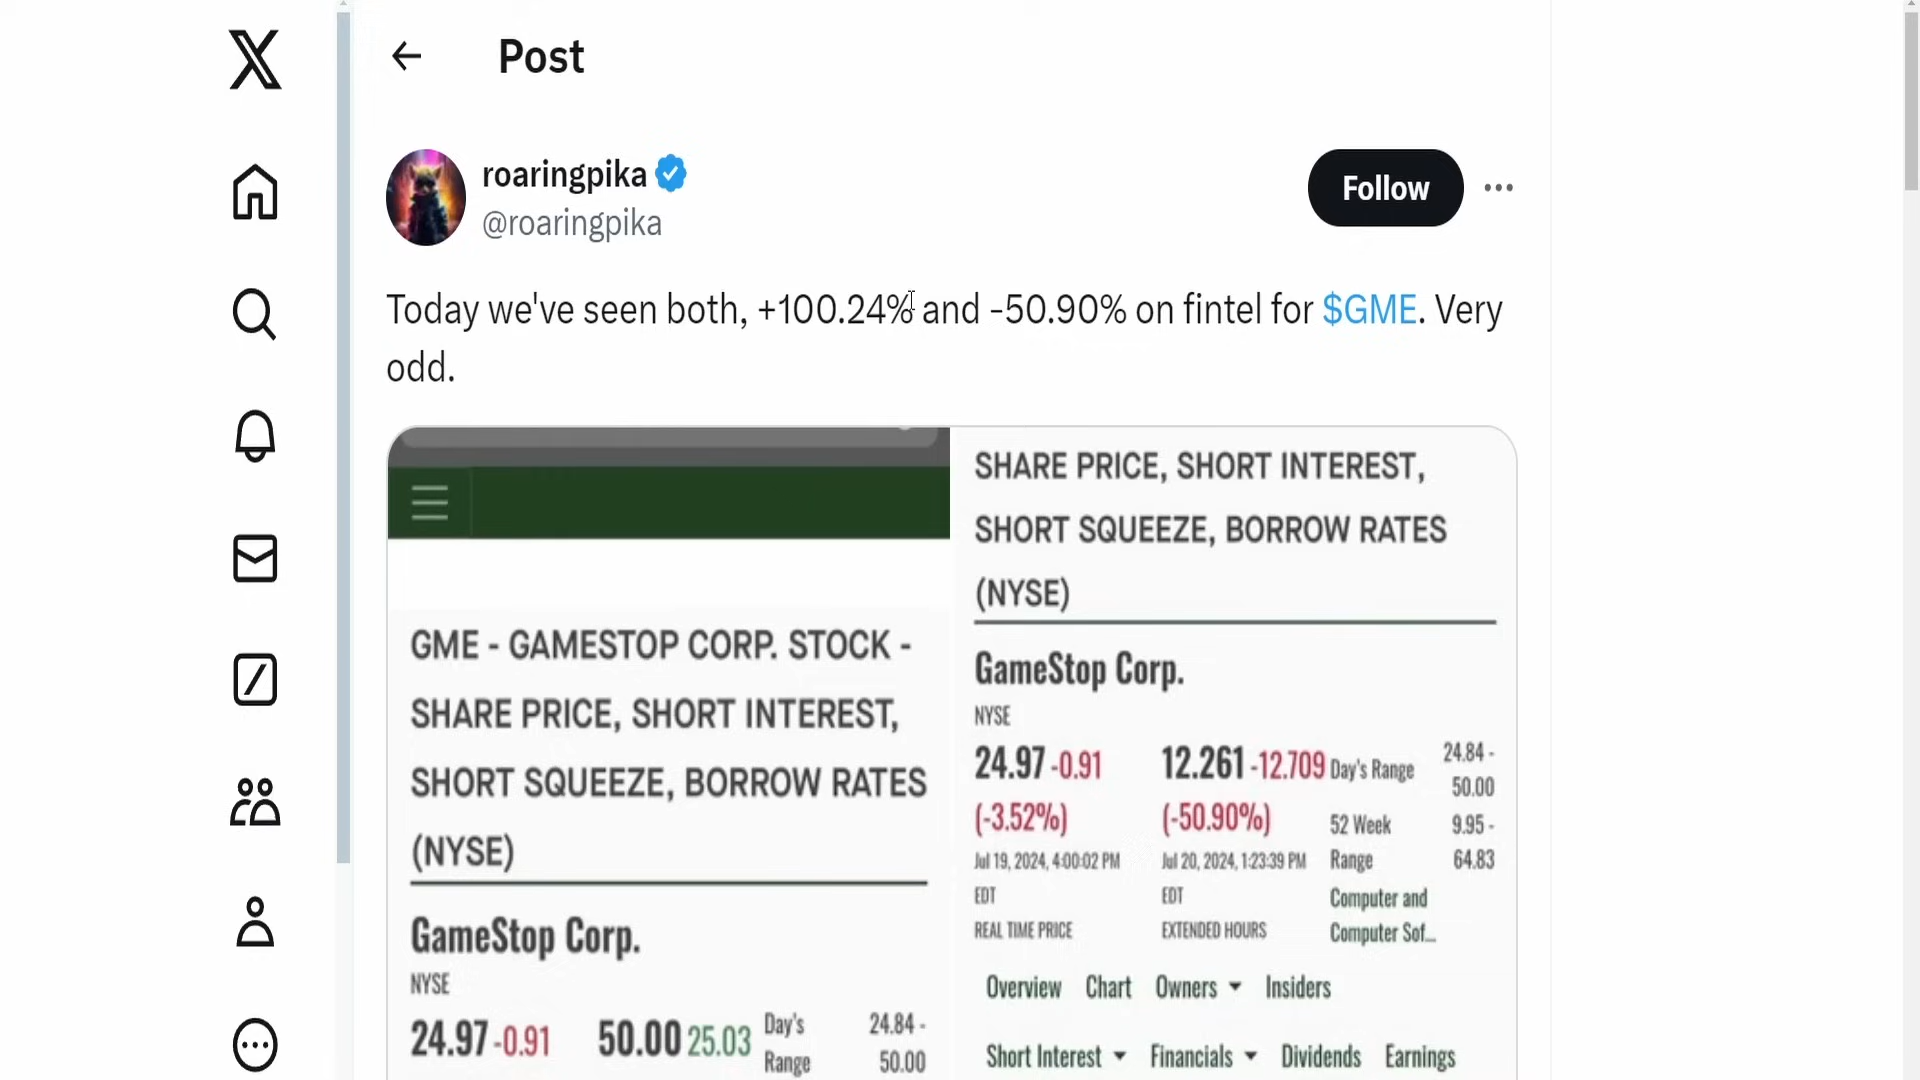 Post
roaringpika
@roaringpika
Follow
Today we've seen both, +100.24% and -50.90% on fintel for $GME. Very
odd.
GME - GAMESTOP CORP. STOCK -
SHARE PRICE, SHORT INTEREST,
SHORT SQUEEZE, BORROW RATES
(NYSE)
GameStop Corp.
NYSE
24.97 -0.91
50.00 25.03
Day's
Range
24.84 -
50.00
SHARE PRICE, SHORT INTEREST,
SHORT SQUEEZE, BORROW RATES
(NYSE)
GameStop Corp.
NYSE
24.97 -0.91
(-3.52%)
Jul 19, 2024, 4:00:02 PM
EDT
REAL TIME PRICE
12.261 -12.709
(-50.90%)
Jul 20, 2024, 1:23:39 PM
EDT
EXTENDED HOURS
Day's Range
24.84 -
50.00
52 Week
Range
9.95 -
64.83
Computer and
Computer Sof...
Overview Chart Owners Insiders
Short Interest Financials Dividends Earnings